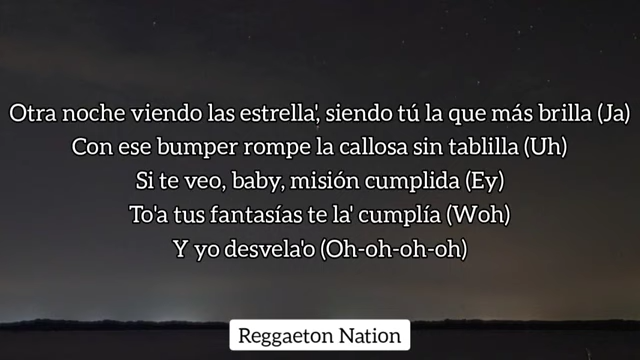 Otra noche viendo las estrella', siendo tú la que más brilla (Ja)
Con ese bumper rompe la callosa sin tablilla (Uh)
Si te veo, baby, misión cumplida (Ey)
To'a tus fantasías te la' cumplía (Woh)
Y yo desvela'o (Oh-oh-oh-oh)
Reggaeton Nation